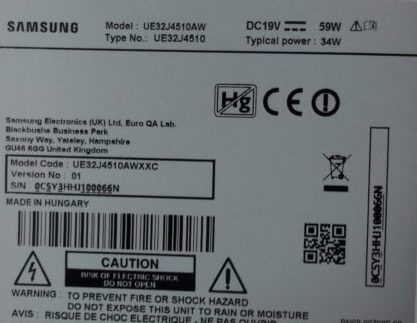 SAMSUNG
Model : UE32J4510AW
Type No.: UE32J4510
DC19V 59W
Typical power : 34W
Hg CE
Samsung Electronics (UK) Ltd, Euro QA Lab.
Blackbushe Business Park
Saxony Way, Yateley, Hampshire
GU46 6GG United Kingdom
Model Code : UE32J4510AWXXC
Version No : 01
S/N : 0CSY3HHJ100066N
MADE IN HUNGARY
0CSY3HHJ100066N
CAUTION
RISK OF ELECTRIC SHOCK
DO NOT OPEN
WARNING : TO PREVENT FIRE OR SHOCK HAZARD
DO NOT EXPOSE THIS UNIT TO RAIN OR MOISTURE
AVIS : RISQUE DE CHOC ELECTRIQUE - NE PAS OUVRIR